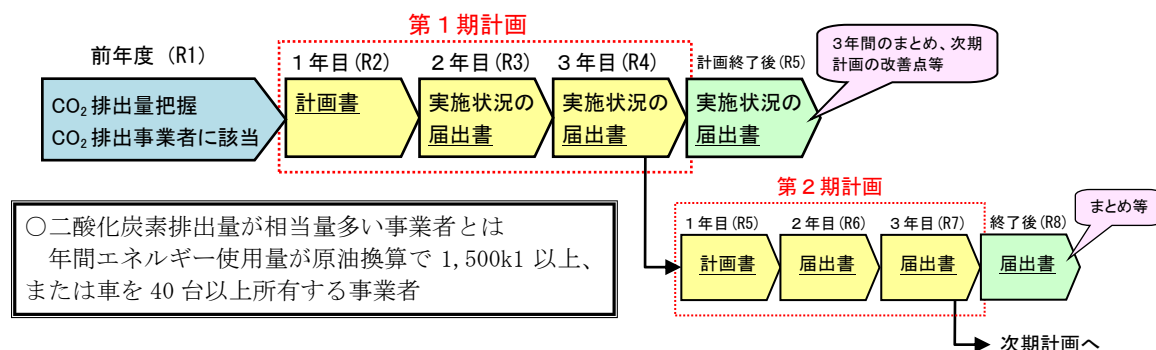 第１期計画
前年度 (R1)
１年目(R2)
２年目(R3)
３年目(R4)
計画終了後(R5)
３年間のまとめ、次期
計画の改善点等
CO₂排出量把握
CO₂排出事業者に該当
計画書
実施状況の
届出書
実施状況の
届出書
実施状況の
届出書
第２期計画
１年目(R5)
２年目(R6)
３年目(R7)
終了後(R8)
まとめ等
計画書
届出書
届出書
届出書
次期計画へ
○二酸化炭素排出量が相当量多い事業者とは
年間エネルギー使用量が原油換算で 1,500kl 以上、
または車を 40 台以上所有する事業者